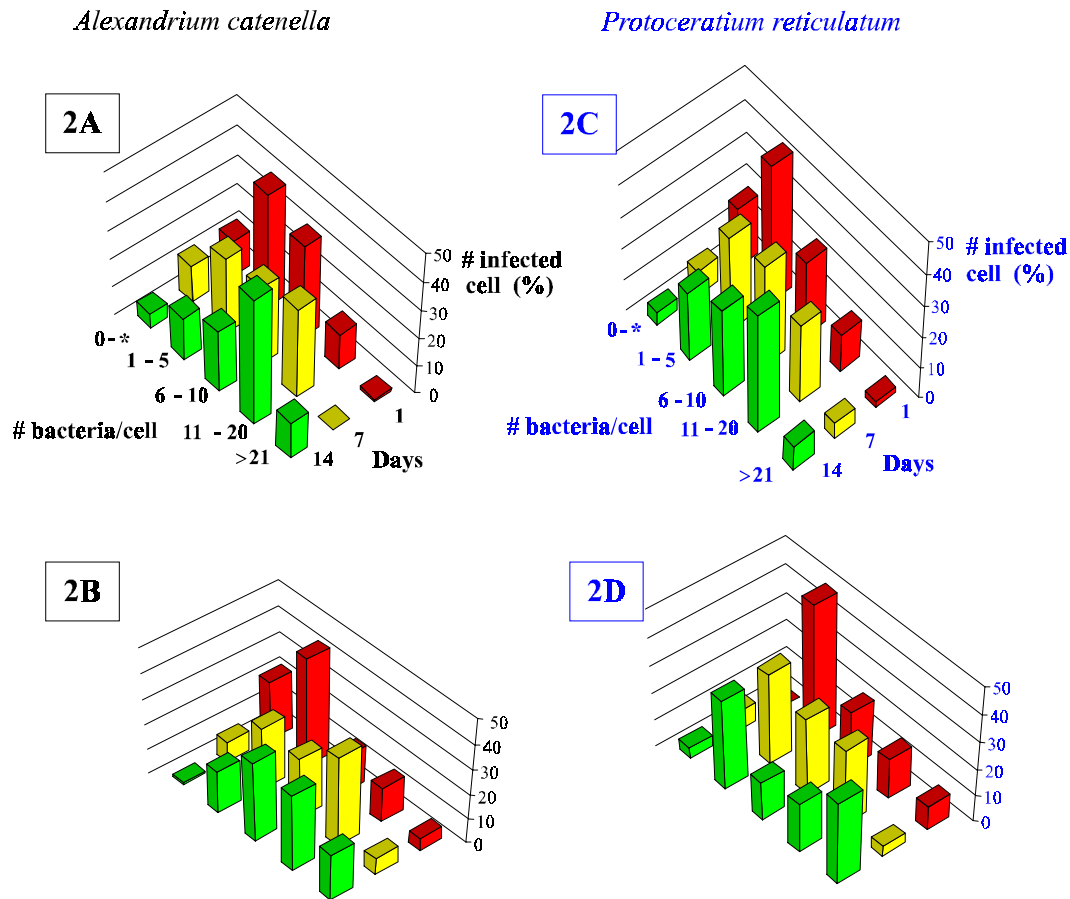 Alexandrium catenella
Protoceratium reticulatum
2A
50
40
30
20
10
0
# infected
cell (%)
0-*
1 - 5
6 - 10
11 - 20
>21
# bacteria/cell
1
7
14
Days
2C
50
40
30
20
10
0
# infected
cell (%)
0-*
1 - 5
6 - 10
11 - 20
>21
# bacteria/cell
1
7
14
Days
2B
50
40
30
20
10
0
2D
50
40
30
20
10
0